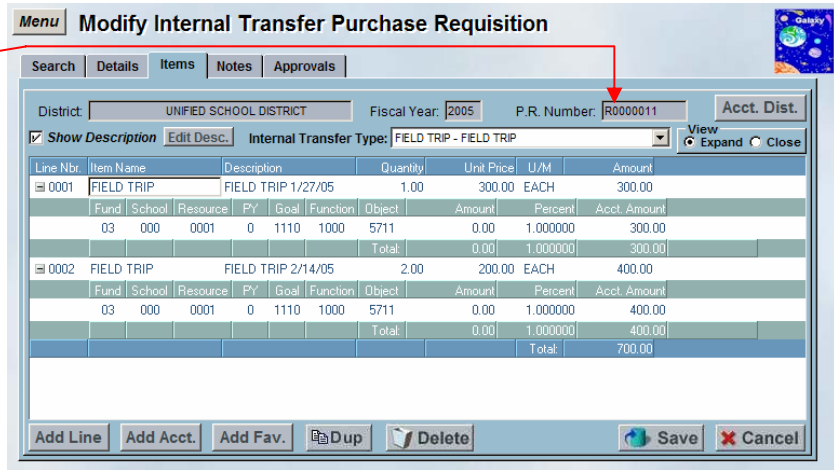 Menu Modify Internal Transfer Purchase Requisition
Galaxy
Search Details Items Notes Approvals
District: UNIFIED SCHOOL DISTRICT Fiscal Year: 2005 P.R. Number: R0000011 Acct. Dist.
Show Description Edit Desc. Internal Transfer Type: FIELD TRIP - FIELD TRIP View Expand Close
Line Nbr. Item Name Description Quantity Unit Price U/M Amount
0001 FIELD TRIP FIELD TRIP 1/27/05 1.00 300.00 EACH 300.00
Fund School Resource PY Goal Function Object Amount Percent Acct. Amount
03 000 0001 0 1110 1000 5711 0.00 1.000000 300.00
Total: 0.00 1.000000 300.00
0002 FIELD TRIP FIELD TRIP 2/14/05 2.00 200.00 EACH 400.00
Fund School Resource PY Goal Function Object Amount Percent Acct. Amount
03 000 0001 0 1110 1000 5711 0.00 1.000000 400.00
Total: 0.00 1.000000 400.00
Total: 700.00
Add Line Add Acct. Add Fav. Dup Delete Save Cancel